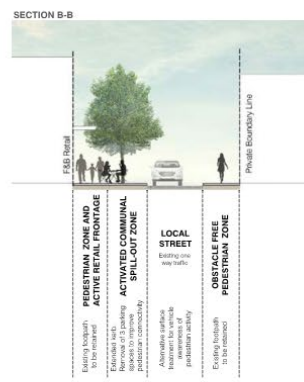 SECTION B-B
F&B Retail
Private Boundary Line
PEDESTRIAN ZONE AND
ACTIVE RETAIL FRONTAGE
Existing footpath
to be retained
ACTIVATED COMMUNAL
SPILL-OUT ZONE
Extended kerb.
Removal of 3 parking
spaces to improve
pedestrian connectivity
LOCAL
STREET
Existing one
way traffic
Alternative surface
treatment for vehicle
awareness of
pedestrian activity
OBSTACLE FREE
PEDESTRIAN ZONE
Existing footpath
to be retained